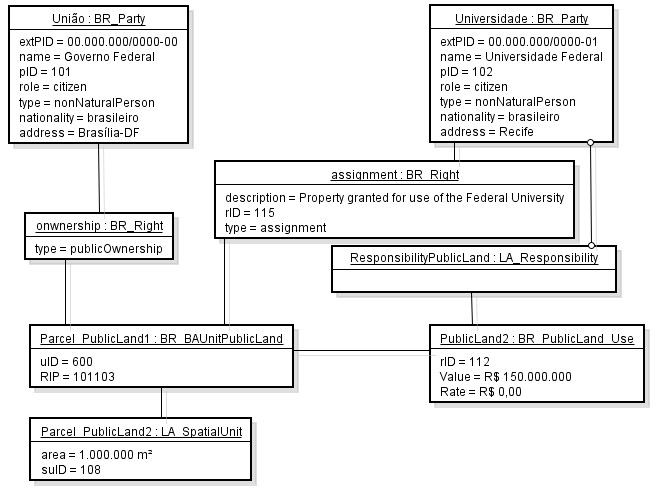 União : BR_Party
extPID = 00.000.000/0000-00
name = Governo Federal
pID = 101
role = citizen
type = nonNaturalPerson
nationality = brasileiro
address = Brasília-DF
Universidade : BR_Party
extPID = 00.000.000/0000-01
name = Universidade Federal
pID = 102
role = citizen
type = nonNaturalPerson
nationality = brasileiro
address = Recife
assignment : BR_Right
description = Property granted for use of the Federal University
rID = 115
type = assignment
onwnership : BR_Right
type = publicOwnership
ResponsibilityPublicLand : LA_Responsibility
Parcel_PublicLand1 : BR_BAUnitPublicLand
uID = 600
RIP = 101103
PublicLand2 : BR_PublicLand_Use
rID = 112
Value = R$ 150.000.000
Rate = R$ 0,00
Parcel_PublicLand2 : LA_SpatialUnit
area = 1.000.000 m²
suID = 108